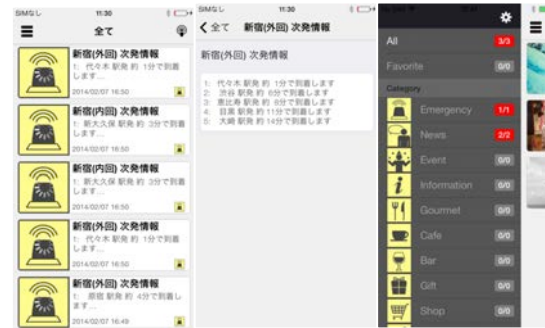 SIMなし
11:30
全て
新宿(外回) 次発情報
1: 代々木 駅発 約 1分で到着
します...
2014/02/07 16:50
新宿(内回) 次発情報
1: 新大久保 駅発 約 3分で到着
します...
2014/02/07 16:50
新宿(内回) 次発情報
1: 新大久保 駅発 約 3分で到着
します...
2014/02/07 16:50
新宿(外回) 次発情報
1: 代々木 駅発 約 1分で到着
します...
2014/02/07 16:50
新宿(内回) 次発情報
1: 原宿 駅発 約 4分で到着し
ます...
2014/02/07 16:49
SIMなし
11:30
全て
新宿(外回) 次発情報
新宿(外回) 次発情報
1: 代々木 駅発 約 1分で到着します
2: 渋谷 駅発 約 6分で到着します
3: 恵比寿 駅発 約 8分で到着します
4: 目黒 駅発 約 11分で到着します
5: 大崎 駅発 約 14分で到着します
All
3/3
Favorite
0/0
Category
Emergency
1/1
News
2/2
Event
0/0
Information
0/0
Gourmet
0/0
Cafe
0/0
Bar
0/0
Gift
0/0
Shop
0/0